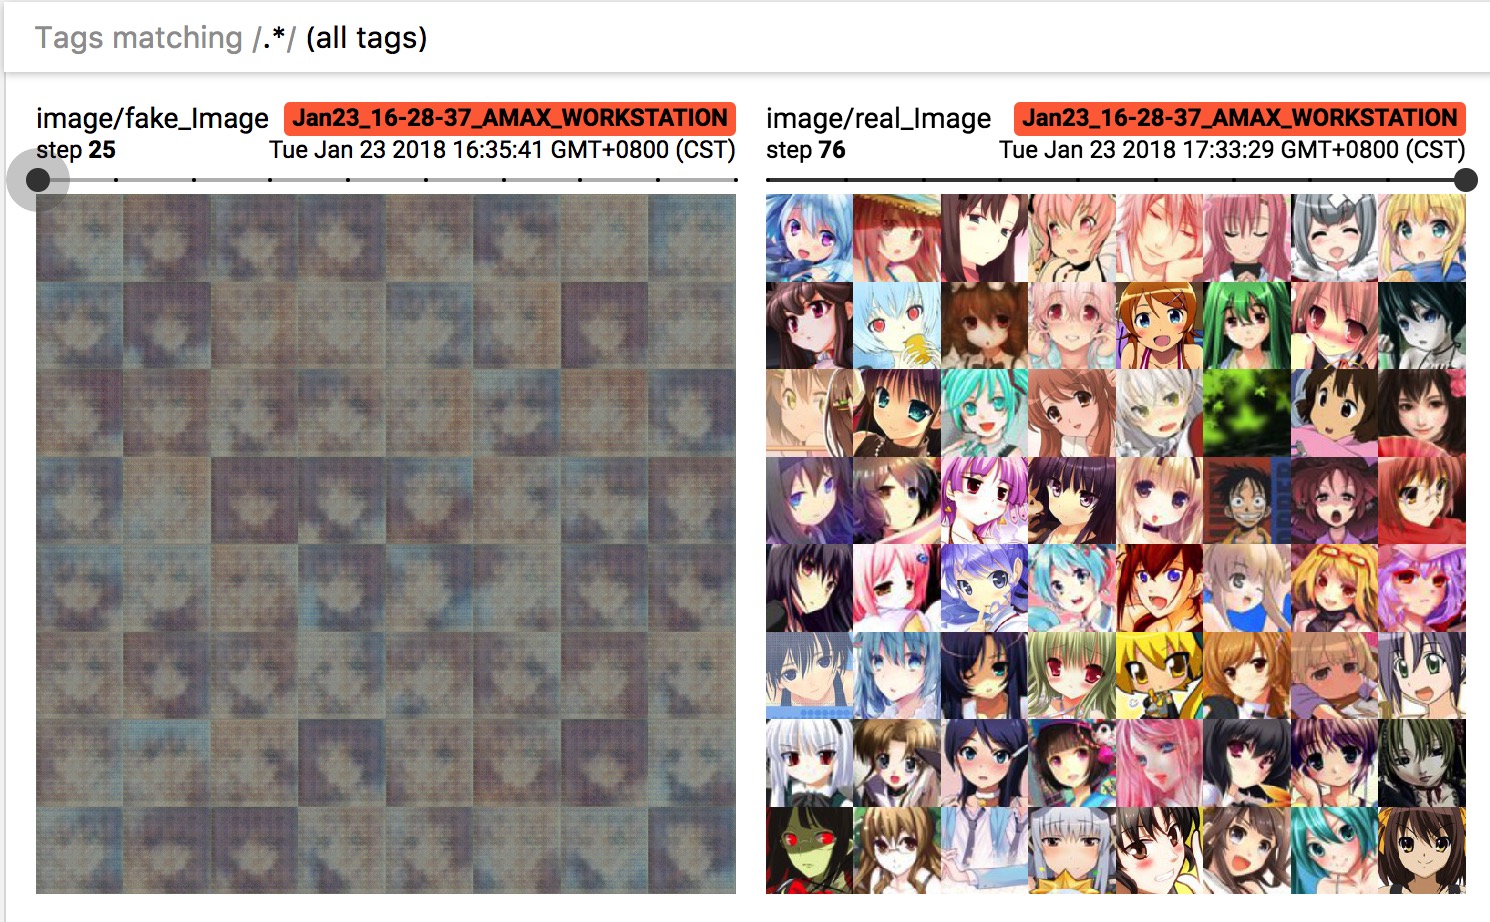 Tags matching /.*/ (all tags)
image/fake_Image Jan23_16-28-37_AMAX_WORKSTATION
step 25 Tue Jan 23 2018 16:35:41 GMT+0800 (CST)
image/real_Image Jan23_16-28-37_AMAX_WORKSTATION
step 76 Tue Jan 23 2018 17:33:29 GMT+0800 (CST)